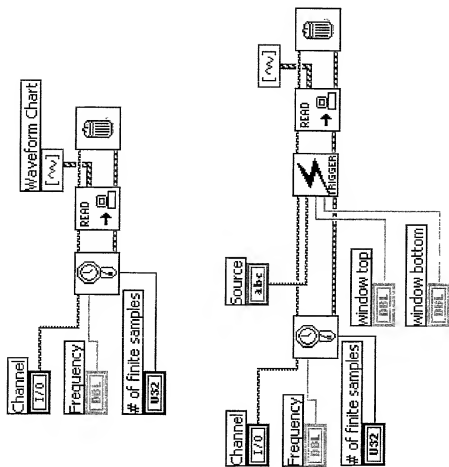 Channel
I/O
Frequency
DBL
# of finite samples
U32
READ
Waveform Chart
Channel
I/O
Frequency
DBL
# of finite samples
U32
Source
abc
TRIGGER
window top
DBL
window bottom
DBL
READ